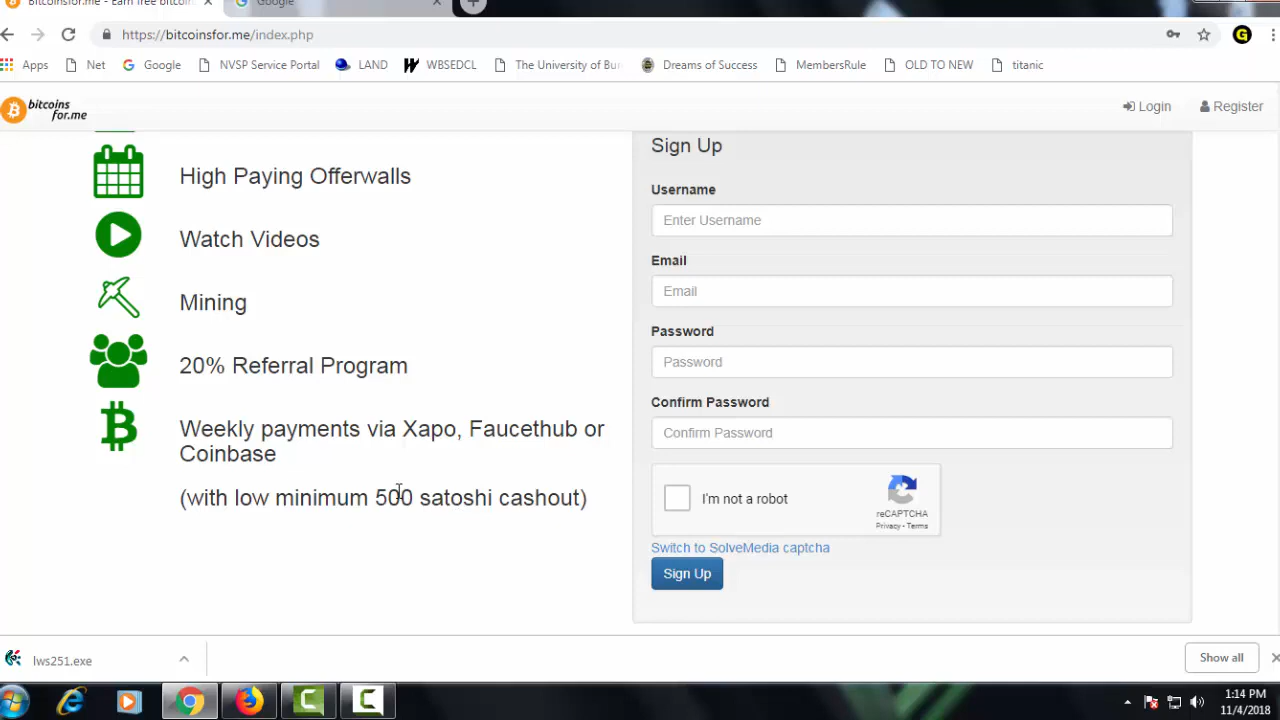 Bitcoinsfor.me - Earn free bitcoin
Google
https://bitcoinsfor.me/index.php
G
Apps
Net
Google
NVSP Service Portal
LAND
WBSEDCL
The University of Bu
Dreams of Success
MembersRule
OLD TO NEW
titanic
bitcoins
for.me
Login
Register
High Paying Offerwalls
Watch Videos
Mining
20% Referral Program
Weekly payments via Xapo, Faucethub or
Coinbase
(with low minimum 500 satoshi cashout)
Sign Up
Username
Enter Username
Email
Email
Password
Password
Confirm Password
Confirm Password
I'm not a robot
reCAPTCHA
Privacy - Terms
Switch to SolveMedia captcha
Sign Up
lws251.exe
Show all
1:14 PM
11/4/2018